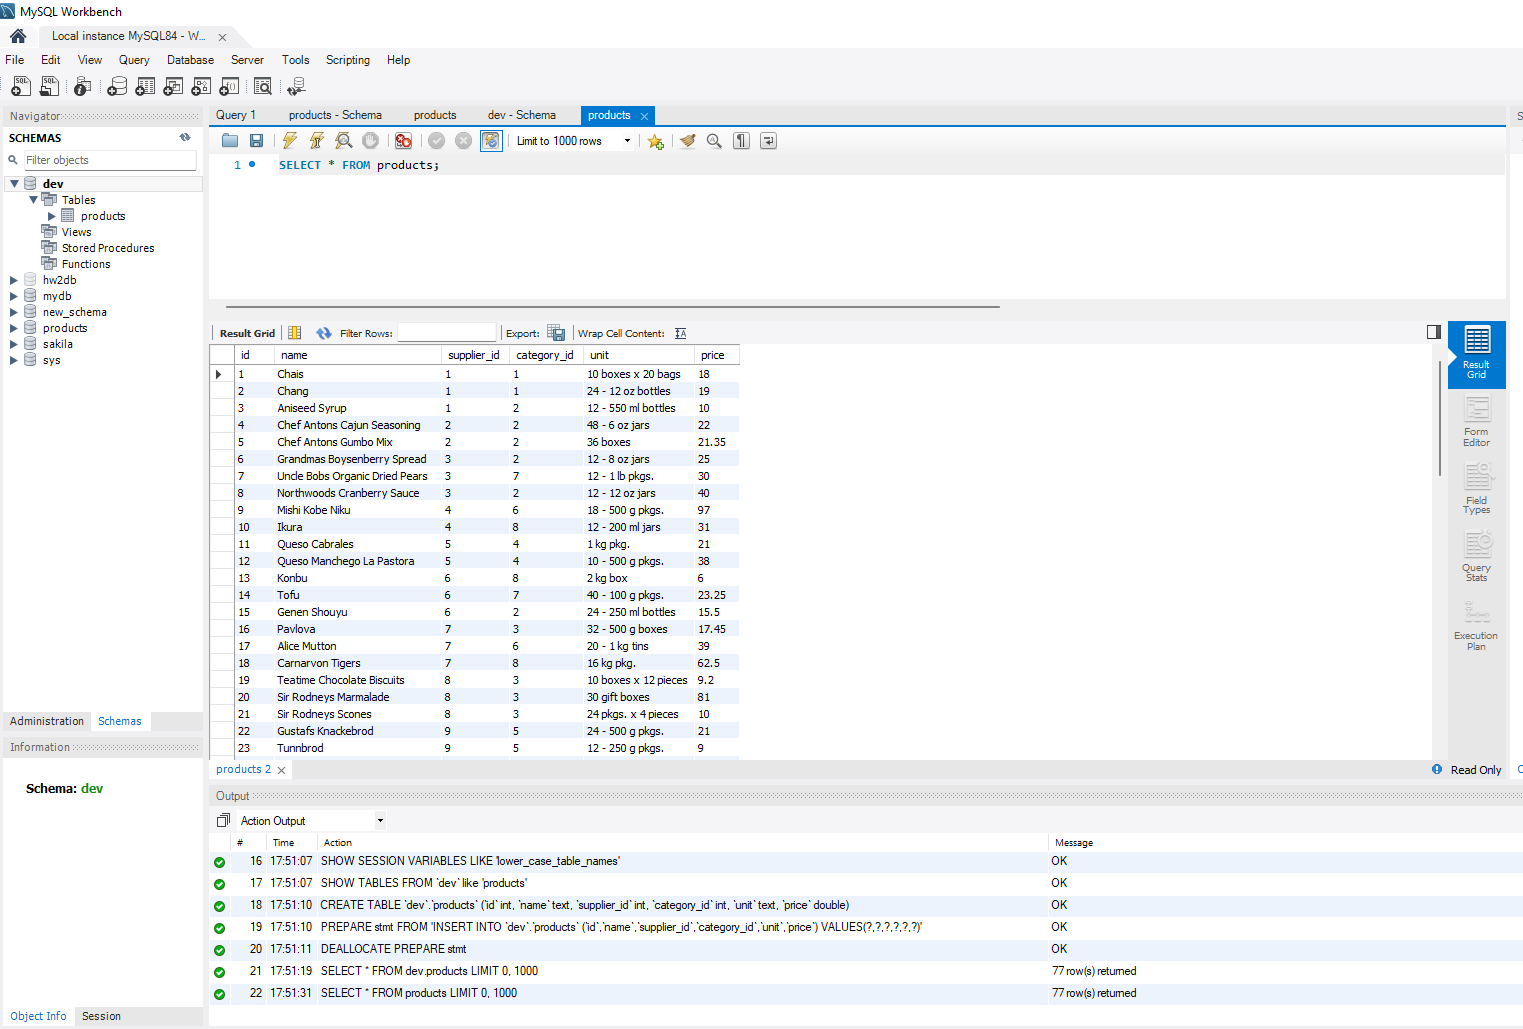 MySQL Workbench
Local instance MySQL84 - W...
File Edit View Query Database Server Tools Scripting Help
Navigator
SCHEMAS
Filter objects
dev
Tables
products
Views
Stored Procedures
Functions
hw2db
mydb
new_schema
products
sakila
sys
Administration Schemas
Information
Schema: dev
Object Info Session
Query 1 products - Schema products dev - Schema products
Limit to 1000 rows
1 SELECT * FROM products;
Result Grid Filter Rows: Export: Wrap Cell Content:
id name supplier_id category_id unit price
1 Chais 1 1 10 boxes x 20 bags 18
2 Chang 1 1 24 - 12 oz bottles 19
3 Aniseed Syrup 1 2 12 - 550 ml bottles 10
4 Chef Antons Cajun Seasoning 2 2 48 - 6 oz jars 22
5 Chef Antons Gumbo Mix 2 2 36 boxes 21.35
6 Grandmas Boysenberry Spread 3 2 12 - 8 oz jars 25
7 Uncle Bobs Organic Dried Pears 3 7 12 - 1 lb pkgs. 30
8 Northwoods Cranberry Sauce 3 2 12 - 12 oz jars 40
9 Mishi Kobe Niku 4 6 18 - 500 g pkgs. 97
10 Ikura 4 8 12 - 200 ml jars 31
11 Queso Cabrales 5 4 1 kg pkg. 21
12 Queso Manchego La Pastora 5 4 10 - 500 g pkgs. 38
13 Konbu 6 8 2 kg box 6
14 Tofu 6 7 40 - 100 g pkgs. 23.25
15 Genen Shouyu 6 2 24 - 250 ml bottles 15.5
16 Pavlova 7 3 32 - 500 g boxes 17.45
17 Alice Mutton 7 6 20 - 1 kg tins 39
18 Carnarvon Tigers 7 8 16 kg pkg. 62.5
19 Teatime Chocolate Biscuits 8 3 10 boxes x 12 pieces 9.2
20 Sir Rodneys Marmalade 8 3 30 gift boxes 81
21 Sir Rodneys Scones 8 3 24 pkgs. x 4 pieces 10
22 Gustafs Knackebrod 9 5 24 - 500 g pkgs. 21
23 Tunnbrod 9 5 12 - 250 g pkgs. 9
Result
Grid
Form
Editor
Field
Types
Query
Stats
Execution
Plan
products 2
Read Only
Output
Action Output
# Time Action Message
16 17:51:07 SHOW SESSION VARIABLES LIKE 'lower_case_table_names' OK
17 17:51:07 SHOW TABLES FROM `dev` like 'products' OK
18 17:51:10 CREATE TABLE `dev`.`products` (`id` int, `name` text, `supplier_id` int, `category_id` int, `unit` text, `price` double) OK
19 17:51:10 PREPARE stmt FROM 'INSERT INTO `dev`.`products` (`id`,`name`,`supplier_id`,`category_id`,`unit`,`price`) VALUES(?,?,?,?,?,?)' OK
20 17:51:11 DEALLOCATE PREPARE stmt OK
21 17:51:19 SELECT * FROM dev.products LIMIT 0, 1000 77 row(s) returned
22 17:51:31 SELECT * FROM products LIMIT 0, 1000 77 row(s) returned